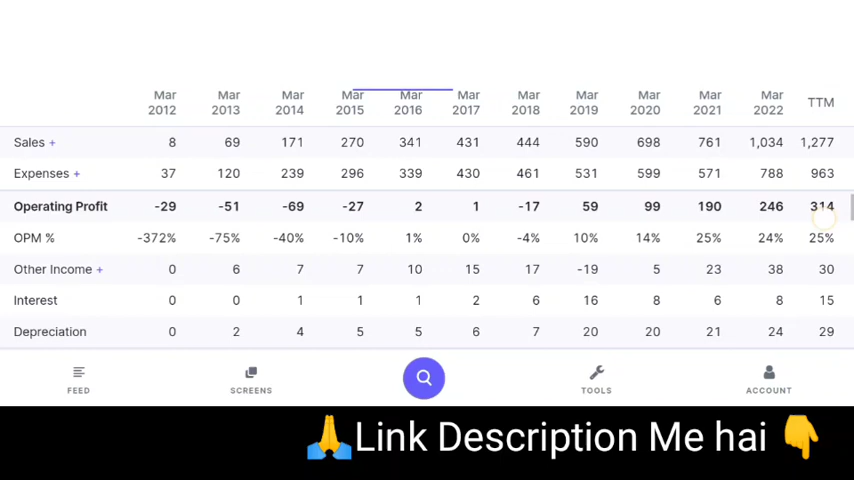 Mar Mar Mar Mar Mar Mar Mar Mar Mar Mar Mar TTM
2012 2013 2014 2015 2016 2017 2018 2019 2020 2021 2022
Sales + 8 69 171 270 341 431 444 590 698 761 1,034 1,277
Expenses + 37 120 239 296 339 430 461 531 599 571 788 963
Operating Profit -29 -51 -69 -27 2 1 -17 59 99 190 246 314
OPM % -372% -75% -40% -10% 1% 0% -4% 10% 14% 25% 24% 25%
Other Income + 0 6 7 7 10 15 17 -19 5 23 38 30
Interest 0 0 1 1 1 2 6 16 8 6 8 15
Depreciation 0 2 4 5 5 6 7 20 20 21 24 29
FEED SCREENS TOOLS ACCOUNT
🙏Link Description Me hai 👇